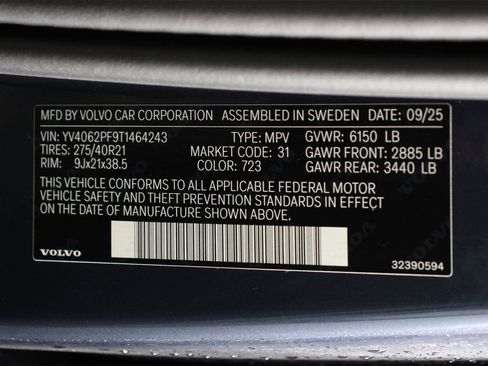 MFD BY VOLVO CAR CORPORATION ASSEMBLED IN SWEDEN DATE: 09/25
VIN: YV4062PF9T1464243 TYPE: MPV GVWR: 6150 LB
TIRES: 275/40R21 MARKET CODE: 31 GAWR FRONT: 2885 LB
RIM: 9Jx21x38.5 COLOR: 723 GAWR REAR: 3440 LB
THIS VEHICLE CONFORMS TO ALL APPLICABLE FEDERAL MOTOR
VEHICLE SAFETY AND THEFT PREVENTION STANDARDS IN EFFECT
ON THE DATE OF MANUFACTURE SHOWN ABOVE.
VOLVO 32390594